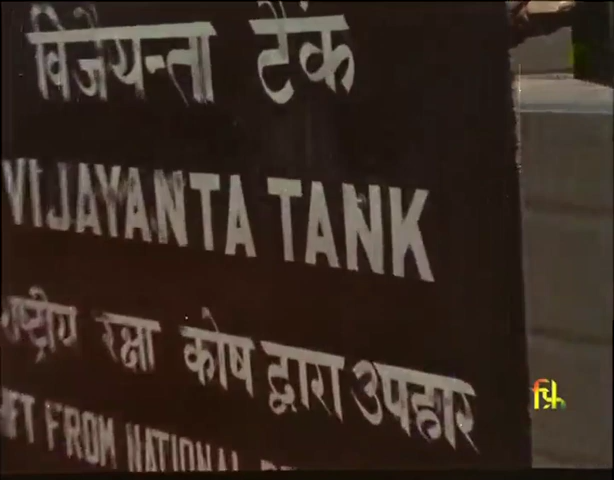 विजयन्ता टैंक
VIJAYANTA TANK
राष्ट्रीय रक्षा कोष द्वारा उपहार
FROM NATIONAL